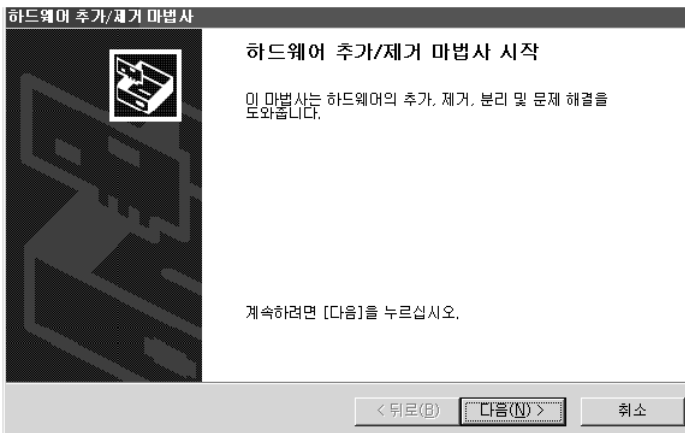 하드웨어 추가/제거 마법사
하드웨어 추가/제거 마법사 시작
이 마법사는 하드웨어의 추가, 제거, 분리 및 문제 해결을
도와줍니다.
계속하려면 [다음]을 누르십시오.
< 뒤로(B) 다음(N) > 취소